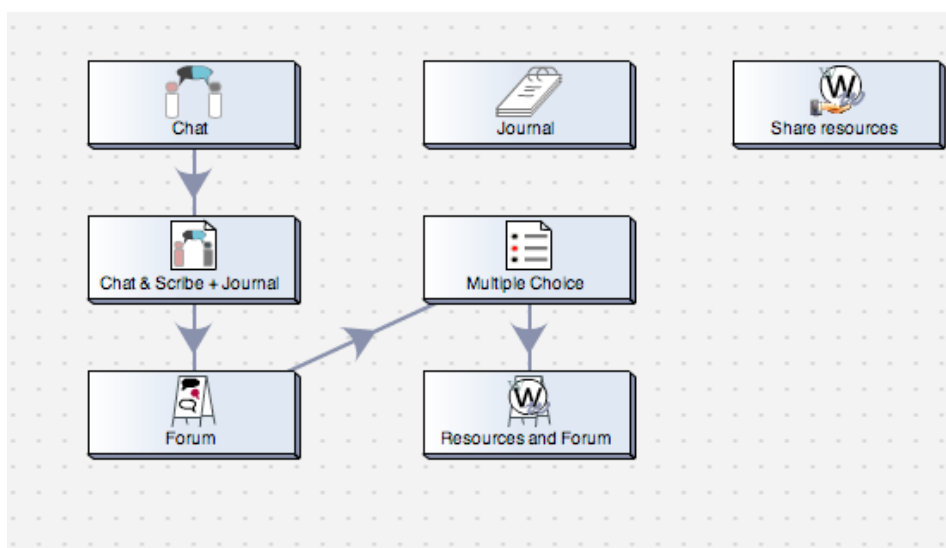 Chat
Journal
Share resources
Chat & Scribe + Journal
Multiple Choice
Forum
Resources and Forum